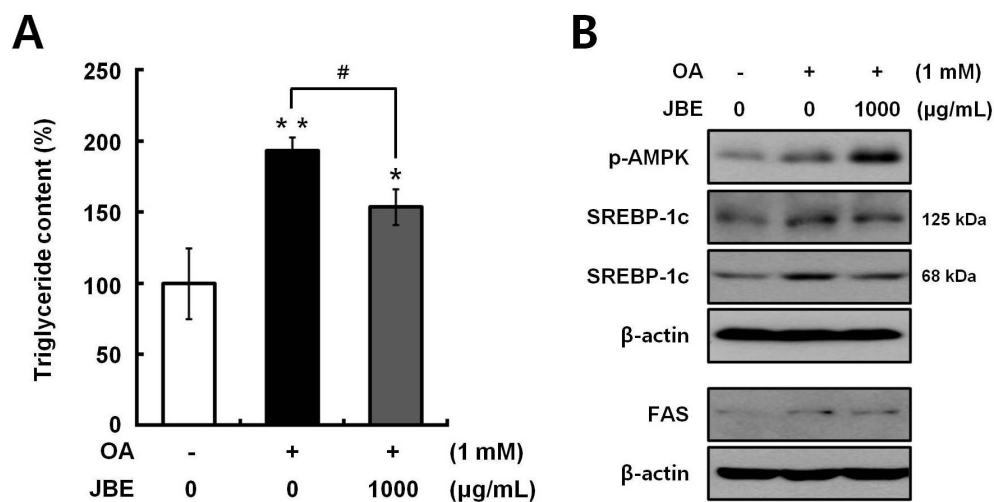 A
Triglyceride content (%)
250
200
150
100
50
0
#
* *
*
OA - + + (1 mM)
JBE 0 0 1000 (μg/mL)
B
OA - + + (1 mM)
JBE 0 0 1000 (μg/mL)
p-AMPK
SREBP-1c 125 kDa
SREBP-1c 68 kDa
β-actin
FAS
β-actin